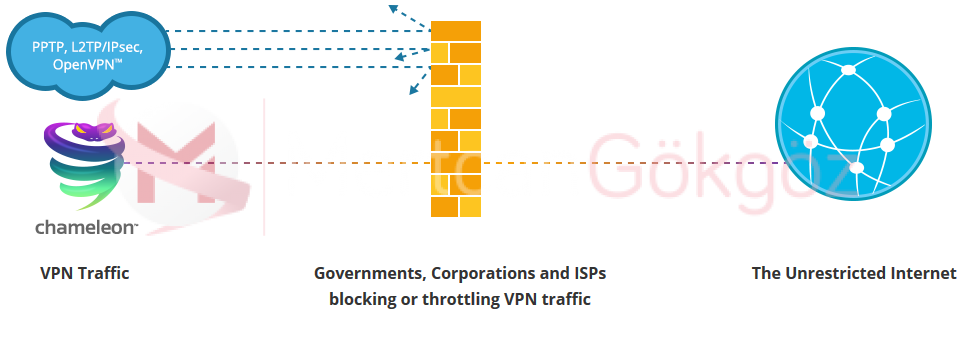 PPTP, L2TP/IPsec,
OpenVPN™
chameleon™
Gökgöz
VPN Traffic
Governments, Corporations and ISPs
blocking or throttling VPN traffic
The Unrestricted Internet